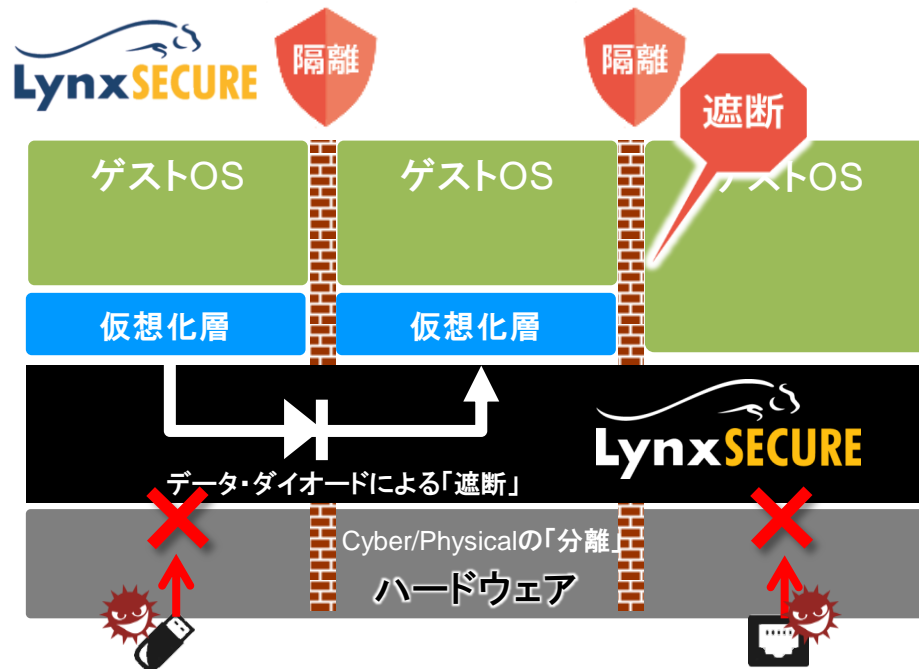 LynxSECURE
隔離
隔離
遮断
ゲストOS
ゲストOS
ゲストOS
仮想化層
仮想化層
LynxSECURE
データ・ダイオードによる「遮断」
Cyber/Physicalの「分離」
ハードウェア